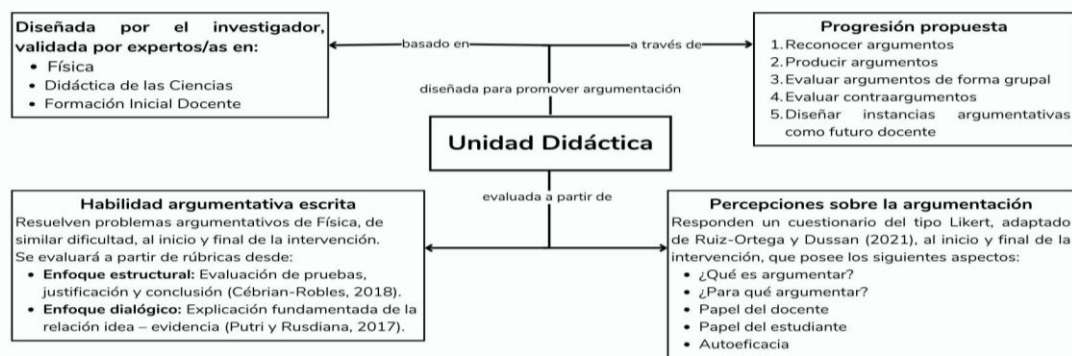 Diseñada por el investigador,
validada por expertos/as en:
• Física
• Didáctica de las Ciencias
• Formación Inicial Docente
basado en
a través de
Progresión propuesta
1. Reconocer argumentos
2. Producir argumentos
3. Evaluar argumentos de forma grupal
4. Evaluar contraargumentos
5. Diseñar instancias argumentativas
como futuro docente
diseñada para promover argumentación
Unidad Didáctica
evaluada a partir de
Habilidad argumentativa escrita
Resuelven problemas argumentativos de Física, de
similar dificultad, al inicio y final de la intervención.
Se evaluará a partir de rúbricas desde:
• Enfoque estructural: Evaluación de pruebas,
justificación y conclusión (Cébrian-Robles, 2018).
• Enfoque dialógico: Explicación fundamentada de la
relación idea – evidencia (Putri y Rusdiana, 2017).
Percepciones sobre la argumentación
Responden un cuestionario del tipo Likert, adaptado
de Ruiz-Ortega y Dussan (2021), al inicio y final de la
intervención, que posee los siguientes aspectos:
• ¿Qué es argumentar?
• ¿Para qué argumentar?
• Papel del docente
• Papel del estudiante
• Autoeficacia